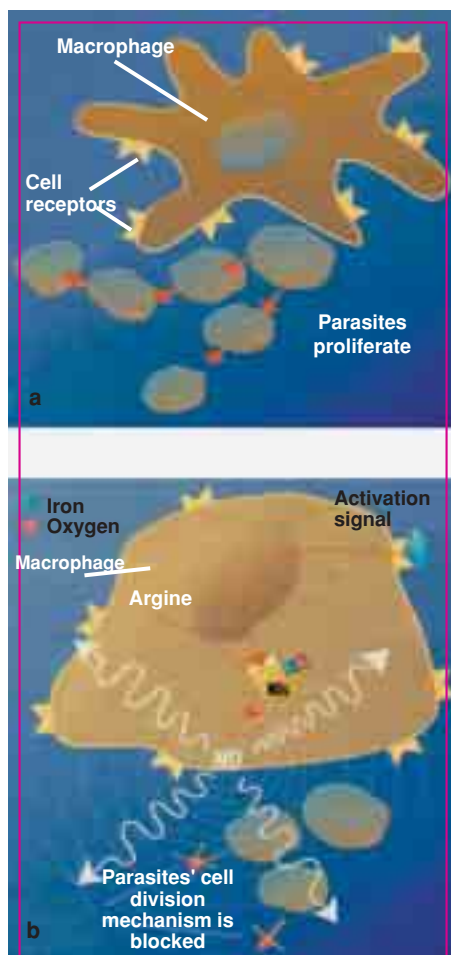 Macrophage
Cell
receptors
Parasites
proliferate
a
Iron
Oxygen
Activation
signal
Macrophage
Argine
NO
Parasites' cell
division
mechanism is
blocked
b